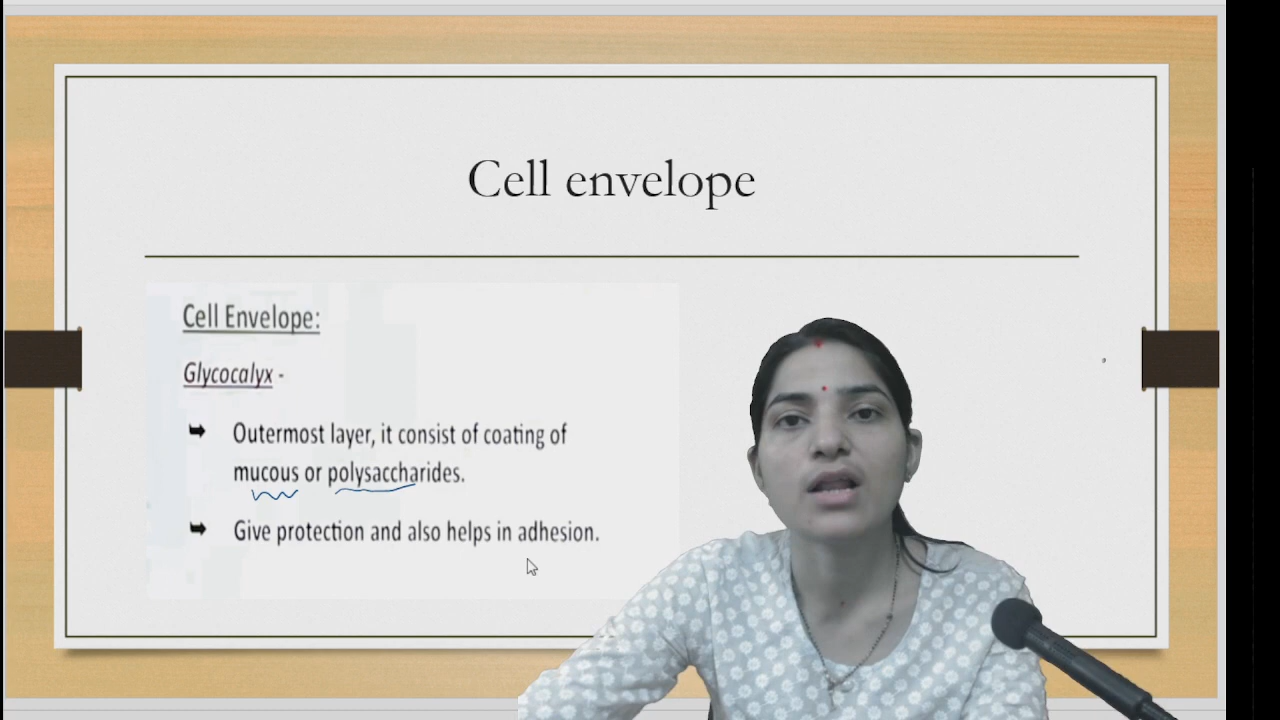 Cell envelope
Cell Envelope:
Glycocalyx -
➥ Outermost layer, it consist of coating of
mucous or polysaccharides.
➥ Give protection and also helps in adhesion.